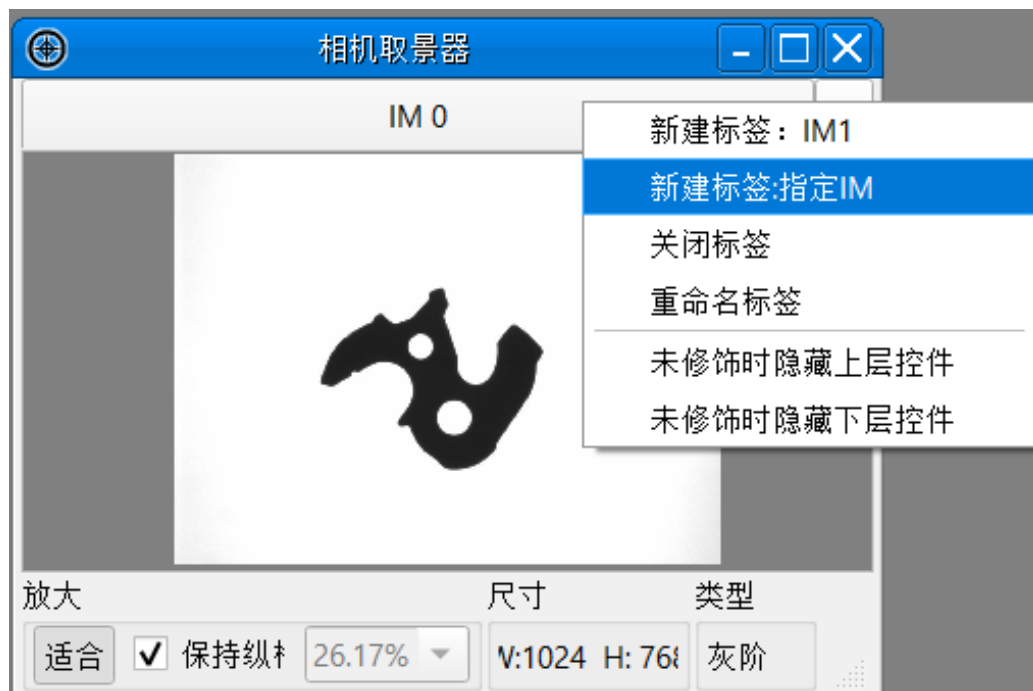 相机取景器
IM 0
新建标签：IM1
新建标签:指定IM
关闭标签
重命名标签
未修饰时隐藏上层控件
未修饰时隐藏下层控件
放大 尺寸 类型
适合 保持纵 26.17% W:1024 H: 768 灰阶